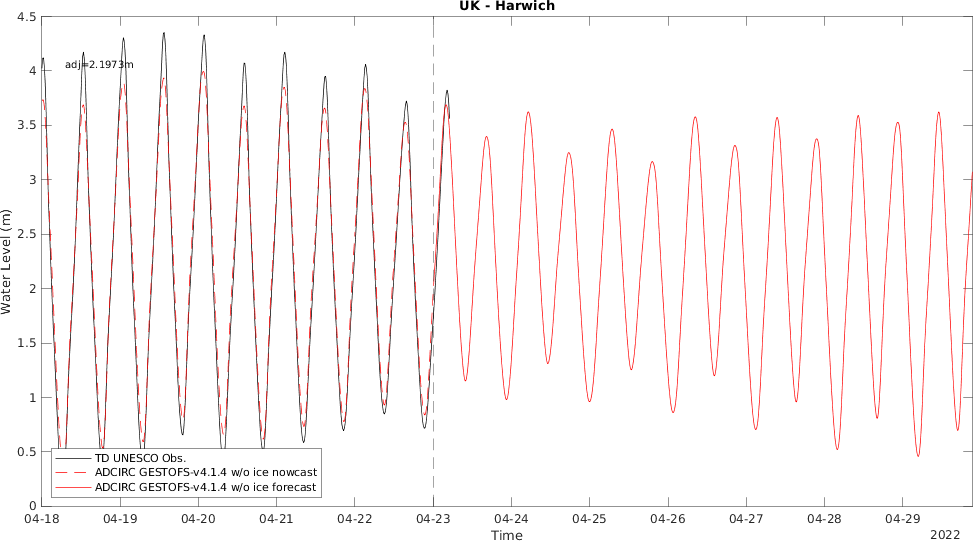 UK - Harwich
4.5
4
3.5
3
2.5
2
1.5
1
0.5
0
Water Level (m)
adj=2.1973m
TD UNESCO Obs.
ADCIRC GESTOFS-v4.1.4 w/o ice nowcast
ADCIRC GESTOFS-v4.1.4 w/o ice forecast
04-18 04-19 04-20 04-21 04-22 04-23 04-24 04-25 04-26 04-27 04-28 04-29
Time
2022